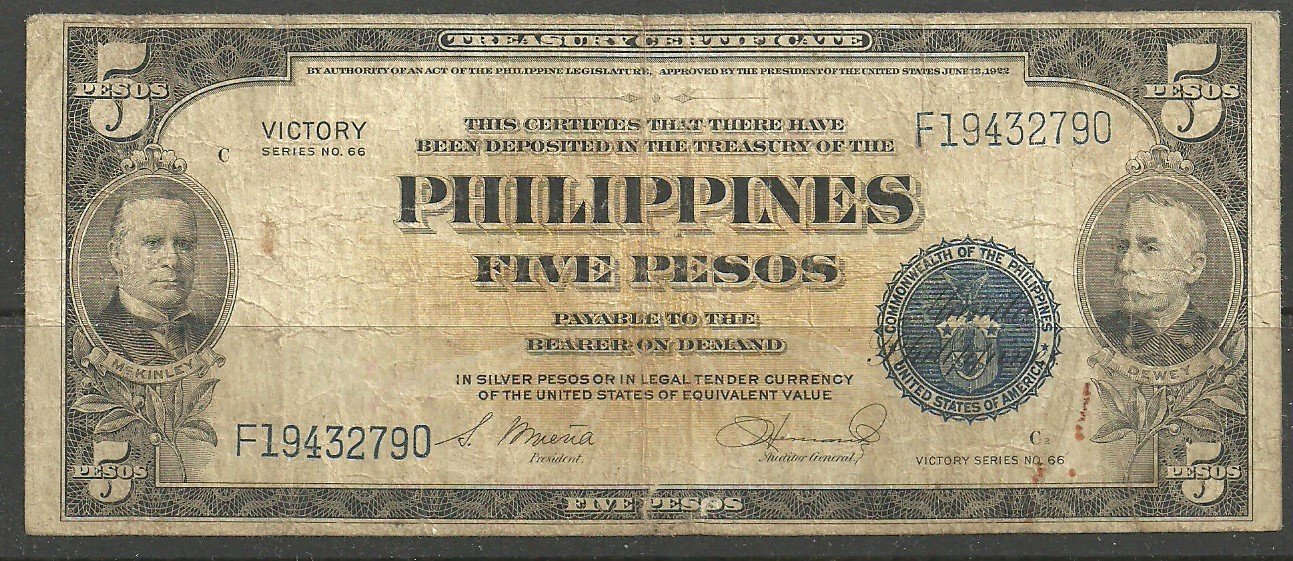 TREASURY CERTIFICATE
5 PESOS
5 PESOS
BY AUTHORITY OF AN ACT OF THE PHILIPPINE LEGISLATURE, APPROVED BY THE PRESIDENT OF THE UNITED STATES JUNE 13, 1922
VICTORY
SERIES NO. 66
C
THIS CERTIFIES THAT THERE HAVE
BEEN DEPOSITED IN THE TREASURY OF THE
F19432790
PHILIPPINES
FIVE PESOS
PAYABLE TO THE
BEARER ON DEMAND
COMMONWEALTH OF THE PHILIPPINES
UNITED STATES OF AMERICA
McKINLEY
DEWEY
IN SILVER PESOS OR IN LEGAL TENDER CURRENCY
OF THE UNITED STATES OF EQUIVALENT VALUE
F19432790
S. Osmeña
President.
Auditor General.
C
VICTORY SERIES NO. 66
5 PESOS
FIVE PESOS
5 PESOS